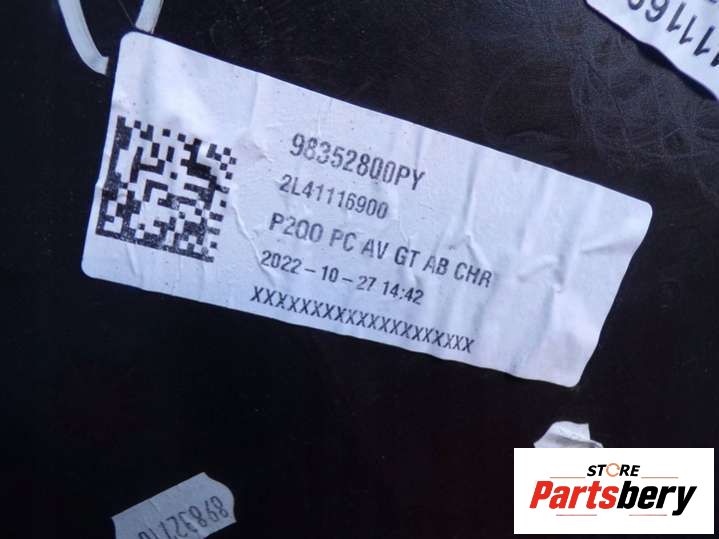 98352800PY
2L41116900
P200 PC AV GT AB CHR
2022-10-27 14:42
XXXXXXXXXXXXXXXXXXXX
STORE
Partsbery